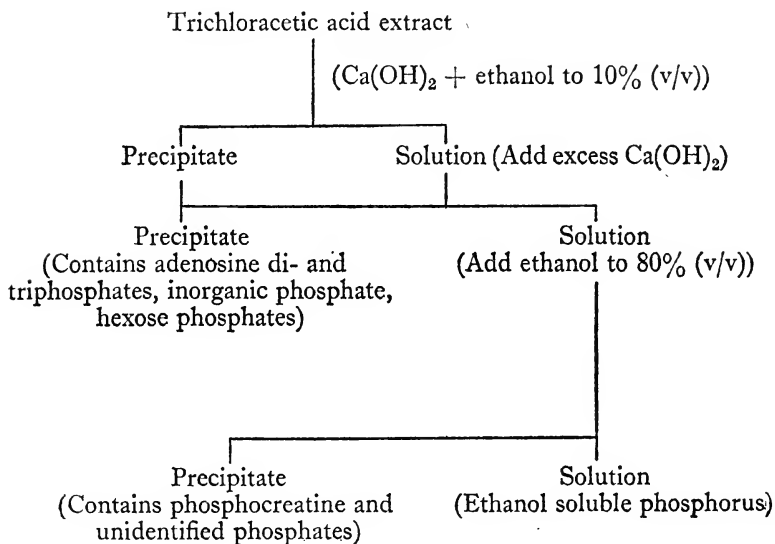 Trichloracetic acid extract
(Ca(OH)₂ + ethanol to 10% (v/v))
Precipitate
Solution (Add excess Ca(OH)₂)
Precipitate
(Contains adenosine di- and
triphosphates, inorganic phosphate,
hexose phosphates)
Solution
(Add ethanol to 80% (v/v))
Precipitate
(Contains phosphocreatine and
unidentified phosphates)
Solution
(Ethanol soluble phosphorus)